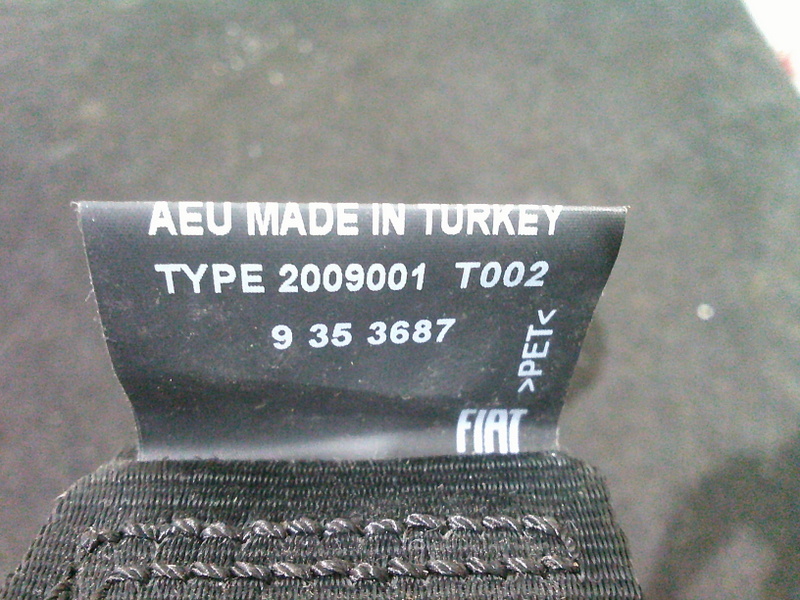 AEU MADE IN TURKEY
TYPE 2009001 T002
9 35 3687
>PET<
FIAT